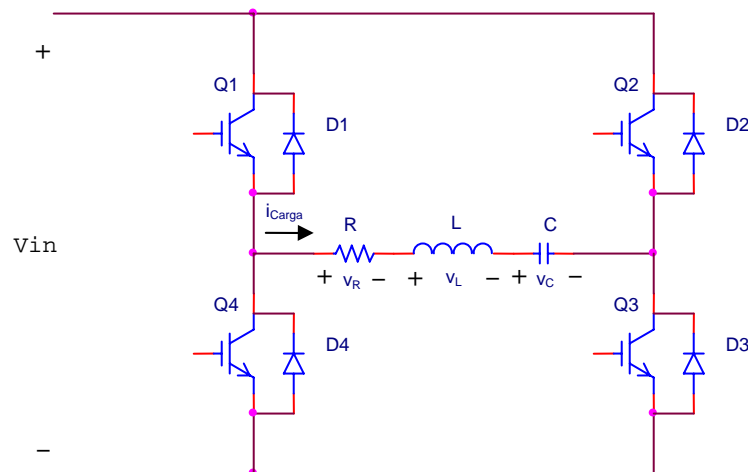 +
Q1
Q2
D1
D2
iCarga
R
L
C
Vin
+ vR − + vL − + vC −
Q4
Q3
D4
D3
−